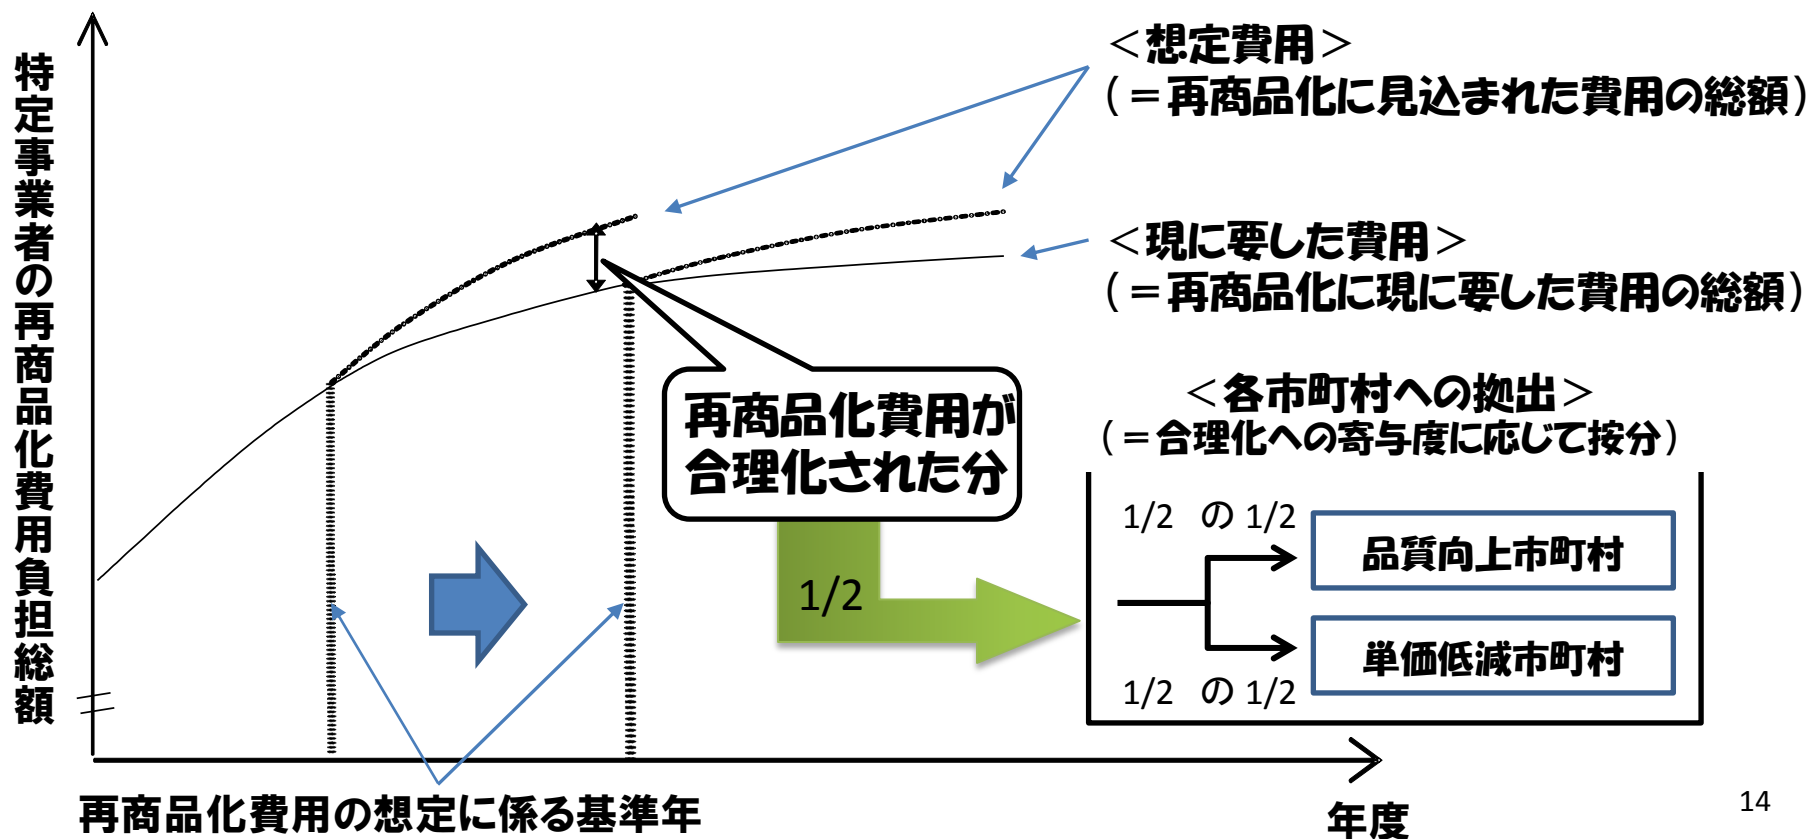 特定事業者の再商品化費用負担総額
＜想定費用＞
（＝再商品化に見込まれた費用の総額）
＜現に要した費用＞
（＝再商品化に現に要した費用の総額）
再商品化費用が
合理化された分
1/2
＜各市町村への拠出＞
（＝合理化への寄与度に応じて按分）
1/2 の 1/2
品質向上市町村
単価低減市町村
1/2 の 1/2
再商品化費用の想定に係る基準年
年度
14